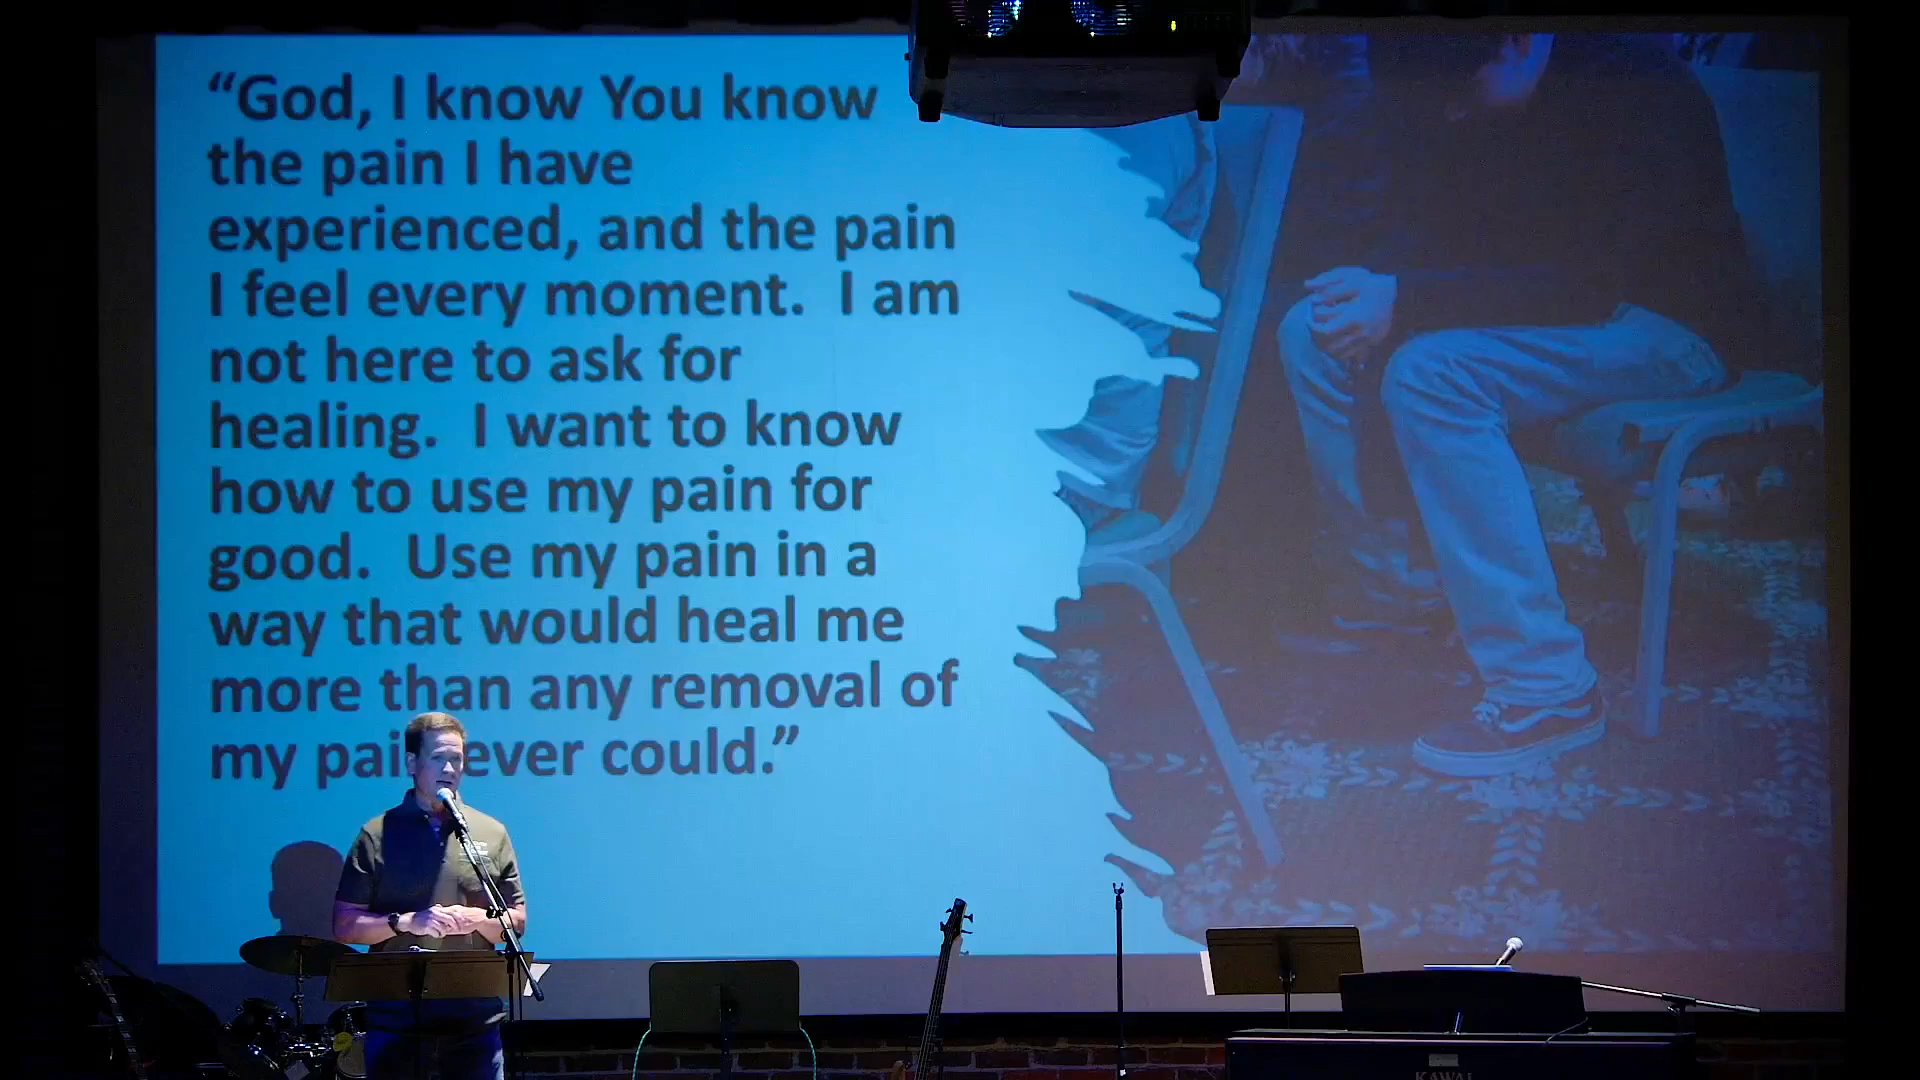 “God, I know You know
the pain I have
experienced, and the pain
I feel every moment.  I am
not here to ask for
healing.  I want to know
how to use my pain for
good.  Use my pain in a
way that would heal me
more than any removal of
my pai ever could.”
KAWAI